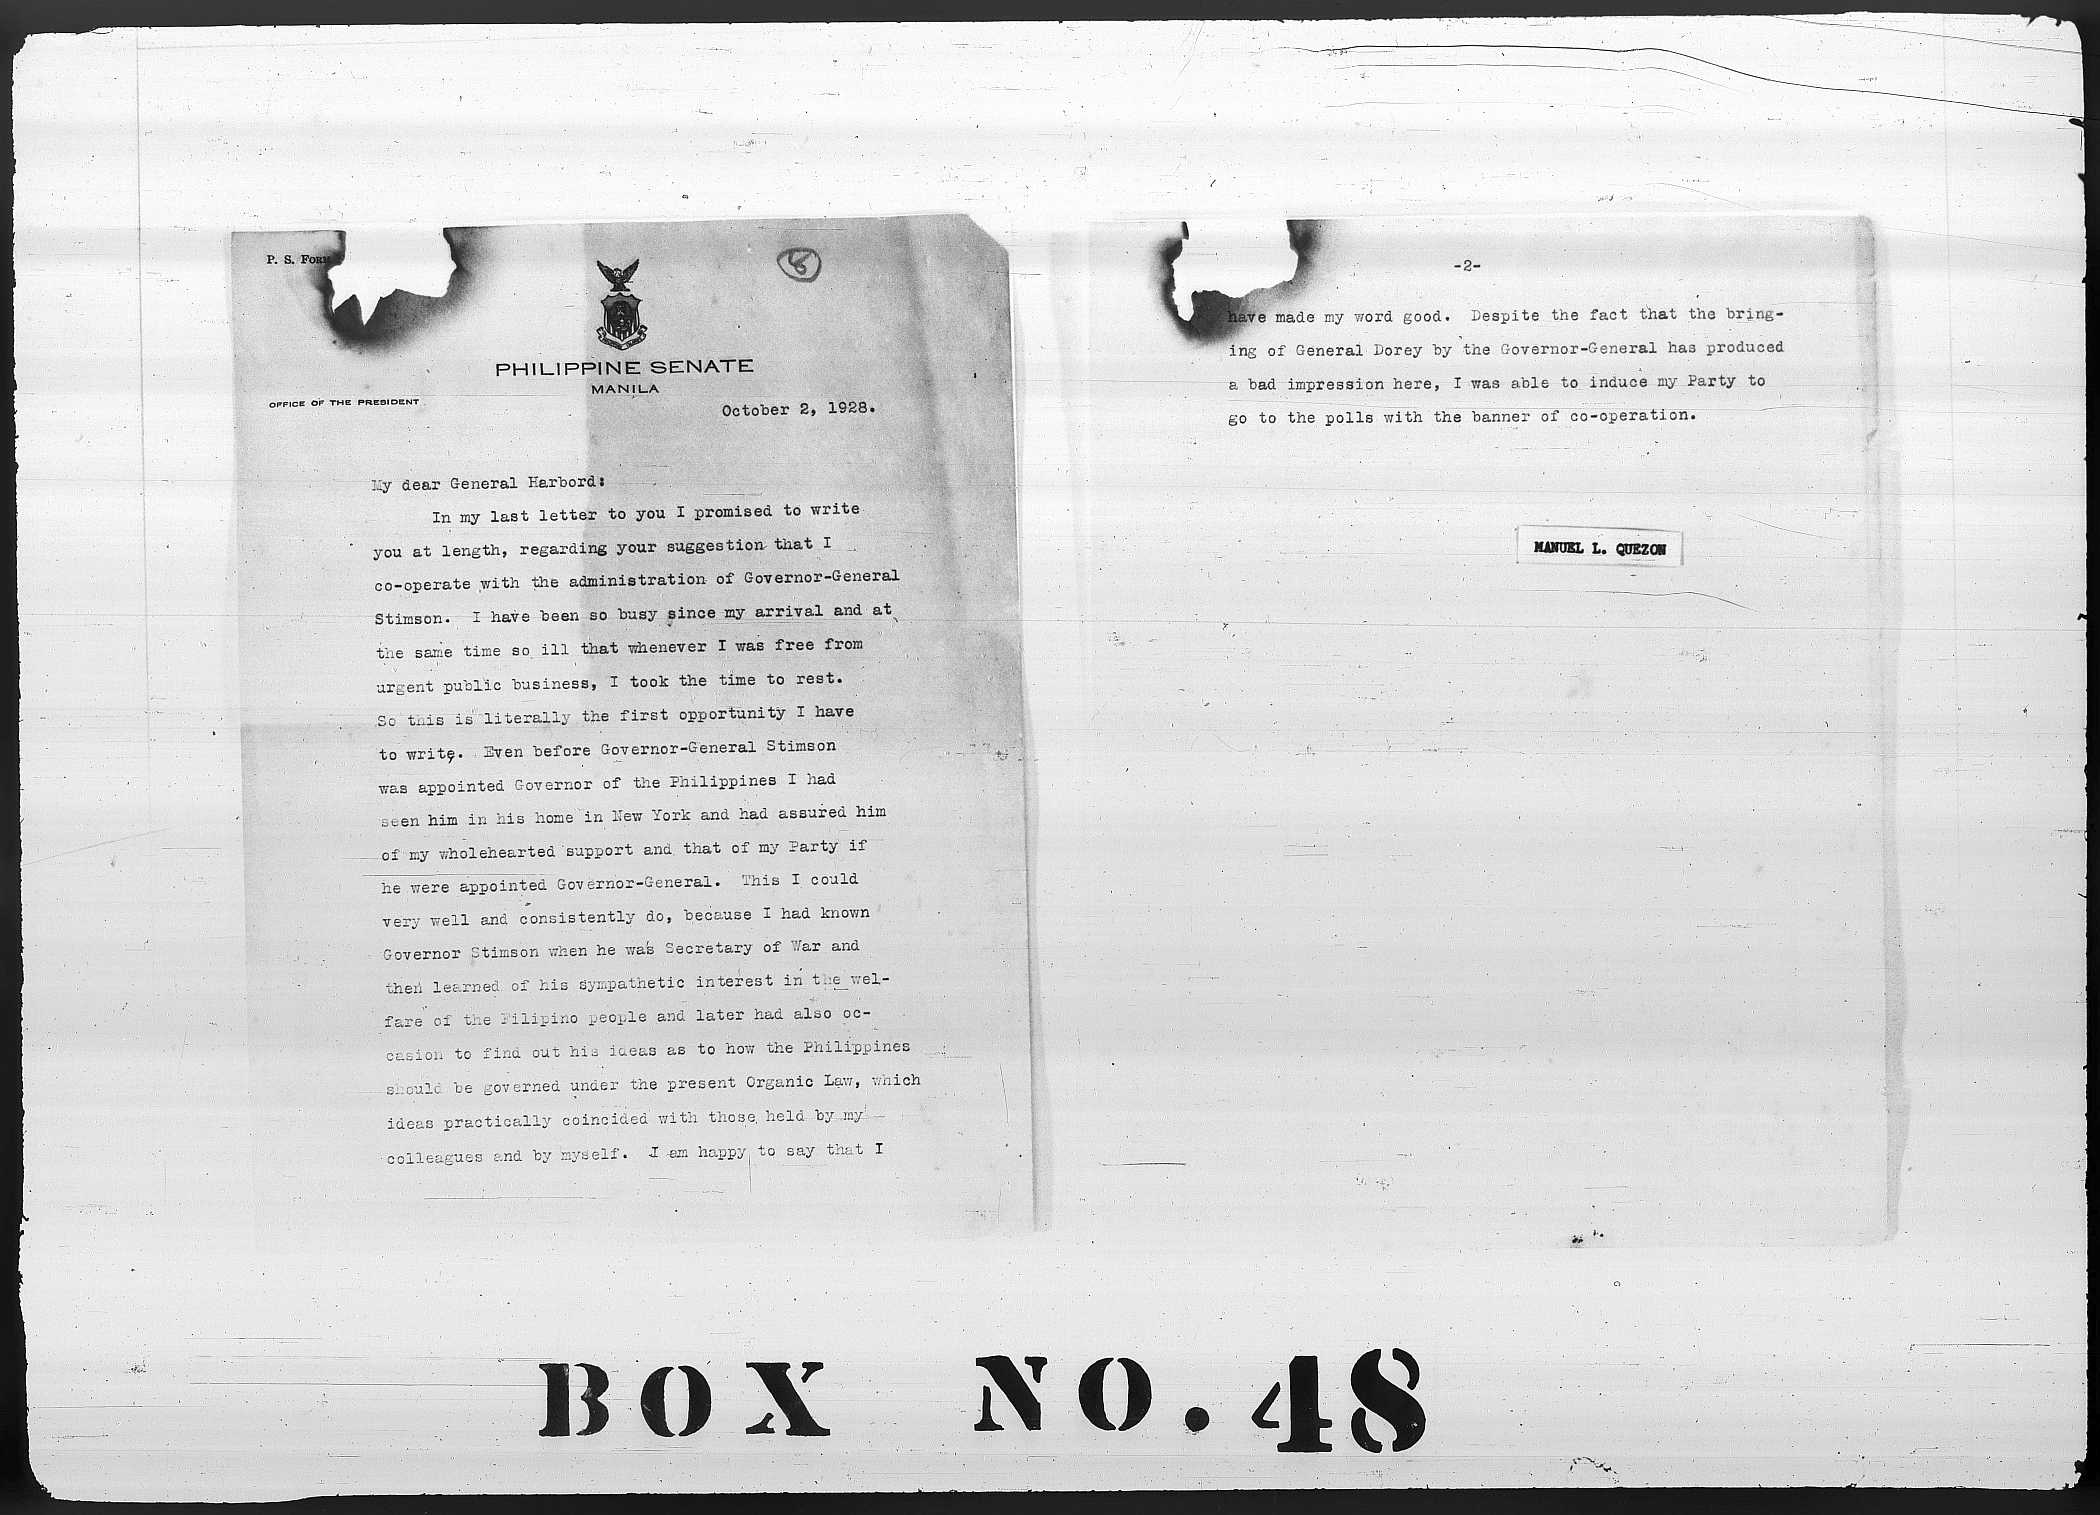 P. S. Form
8
PHILIPPINE SENATE
MANILA
OFFICE OF THE PRESIDENT
October 2, 1928.
My dear General Harbord:
In my last letter to you I promised to write
you at length, regarding your suggestion that I
co-operate with the administration of Governor-General
Stimson. I have been so busy since my arrival and at
the same time so ill that whenever I was free from
urgent public business, I took the time to rest.
So this is literally the first opportunity I have
to write. Even before Governor-General Stimson
was appointed Governor of the Philippines I had
seen him in his home in New York and had assured him
of my wholehearted support and that of my Party if
he were appointed Governor-General. This I could
very well and consistently do, because I had known
Governor Stimson when he was Secretary of War and
then learned of his sympathetic interest in the wel-
fare of the Filipino people and later had also oc-
casion to find out his ideas as to how the Philippines
should be governed under the present Organic Law, which
ideas practically coincided with those held by my
colleagues and by myself. I am happy to say that I
-2-
have made my word good. Despite the fact that the bring-
ing of General Dorey by the Governor-General has produced
a bad impression here, I was able to induce my Party to
go to the polls with the banner of co-operation.
MANUEL L. QUEZON
BOX NO. 48